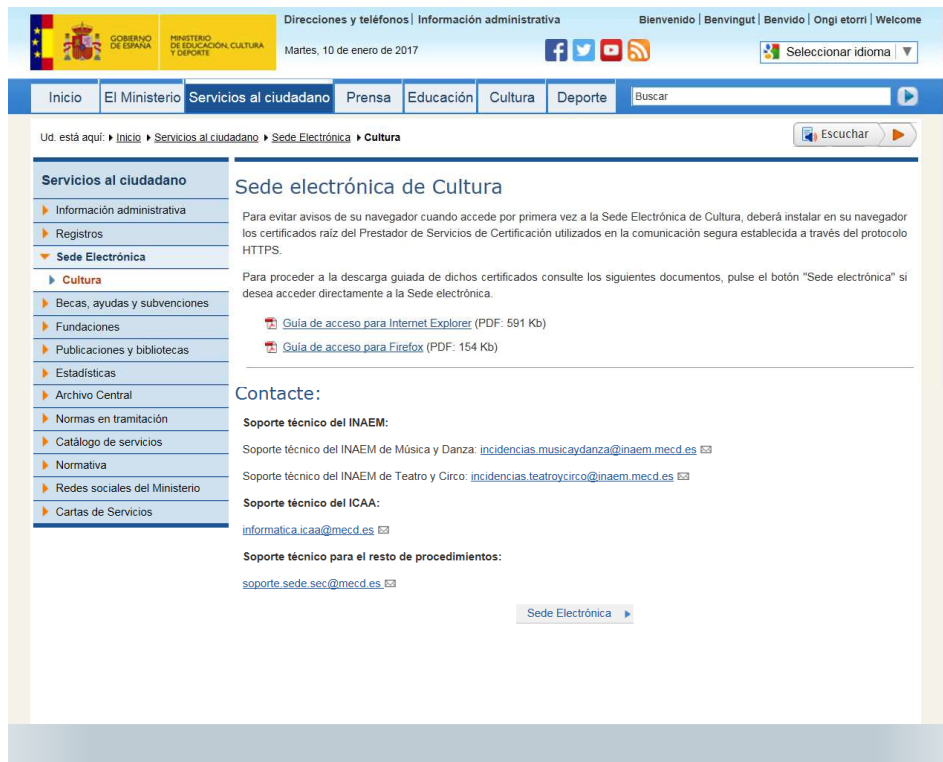 Direcciones y teléfonos | Información administrativa
Bienvenido | Benvingut | Benvido | Ongi etorri | Welcome
GOBIERNO
DE ESPAÑA
MINISTERIO
DE EDUCACIÓN, CULTURA
Y DEPORTE
Martes, 10 de enero de 2017
Seleccionar idioma | ▼
Inicio
El Ministerio
Servicios al ciudadano
Prensa
Educación
Cultura
Deporte
Buscar
Ud. está aquí: Inicio Servicios al ciudadano Sede Electrónica Cultura
Escuchar
Servicios al ciudadano
Información administrativa
Registros
Sede Electrónica
Cultura
Becas, ayudas y subvenciones
Fundaciones
Publicaciones y bibliotecas
Estadísticas
Archivo Central
Normas en tramitación
Catálogo de servicios
Normativa
Redes sociales del Ministerio
Cartas de Servicios
Sede electrónica de Cultura
Para evitar avisos de su navegador cuando accede por primera vez a la Sede Electrónica de Cultura, deberá instalar en su navegador
los certificados raíz del Prestador de Servicios de Certificación utilizados en la comunicación segura establecida a través del protocolo
HTTPS.
Para proceder a la descarga guiada de dichos certificados consulte los siguientes documentos, pulse el botón "Sede electrónica" si
desea acceder directamente a la Sede electrónica.
Guía de acceso para Internet Explorer (PDF: 591 Kb)
Guía de acceso para Firefox (PDF: 154 Kb)
Contacte:
Soporte técnico del INAEM:
Soporte técnico del INAEM de Música y Danza: incidencias.musicaydanza@inaem.mecd.es
Soporte técnico del INAEM de Teatro y Circo: incidencias.teatroycirco@inaem.mecd.es
Soporte técnico del ICAA:
informatica.icaa@mecd.es
Soporte técnico para el resto de procedimientos:
soporte.sede.sec@mecd.es
Sede Electrónica